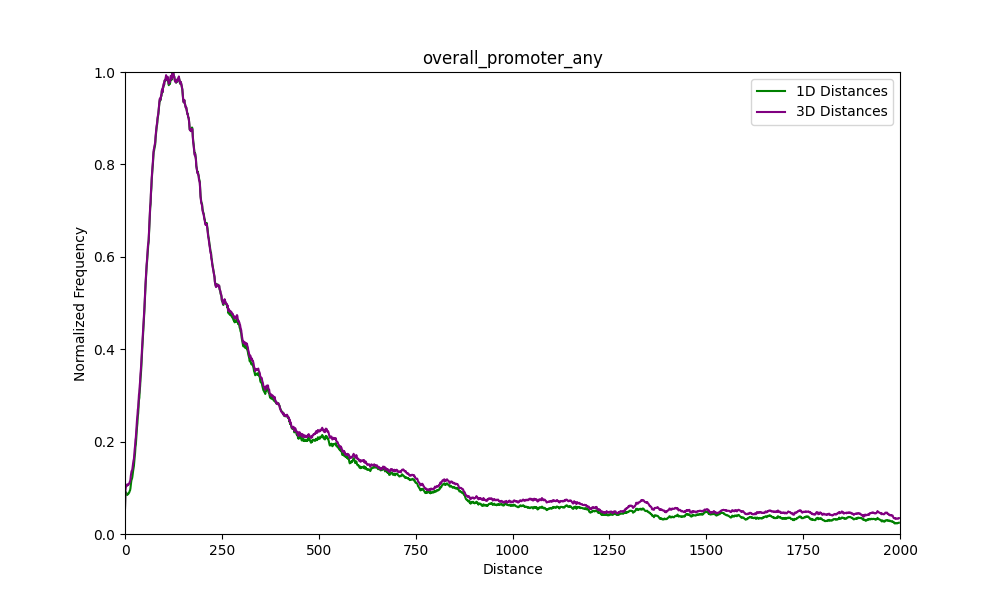 overall_promoter_any
1D Distances
3D Distances
Normalized Frequency
1.0
0.8
0.6
0.4
0.2
0.0
0 250 500 750 1000 1250 1500 1750 2000
Distance